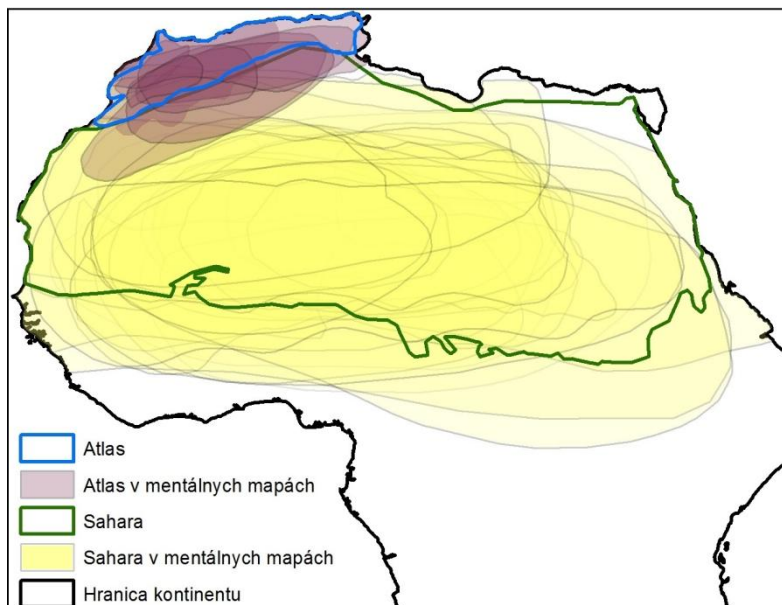 Atlas
Atlas v mentálnych mapách
Sahara
Sahara v mentálnych mapách
Hranica kontinentu